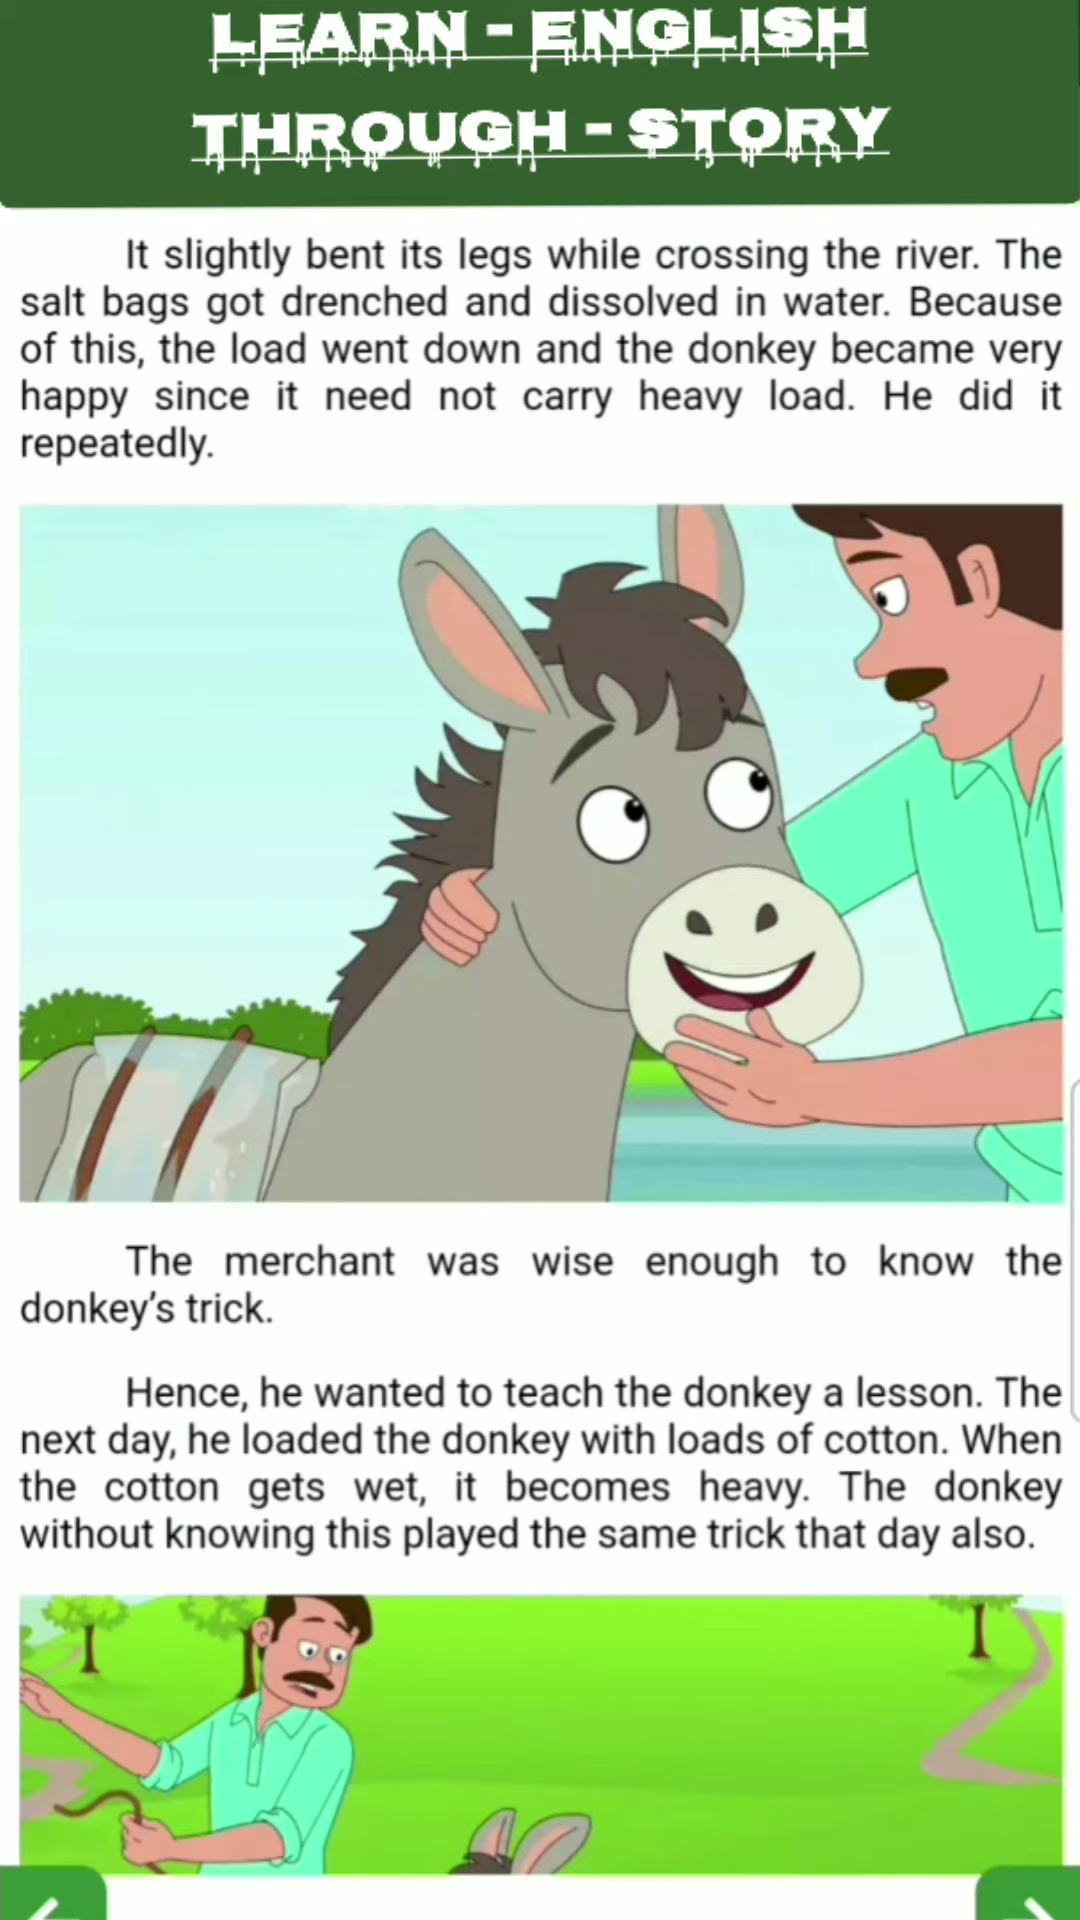 LEARN - ENGLISH
THROUGH - STORY
It slightly bent its legs while crossing the river. The
salt bags got drenched and dissolved in water. Because
of this, the load went down and the donkey became very
happy since it need not carry heavy load. He did it
repeatedly.
The merchant was wise enough to know the
donkey’s trick.
Hence, he wanted to teach the donkey a lesson. The
next day, he loaded the donkey with loads of cotton. When
the cotton gets wet, it becomes heavy. The donkey
without knowing this played the same trick that day also.